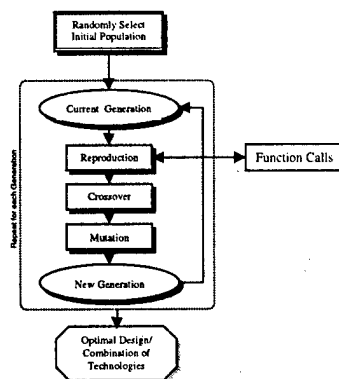 Randomly Select
Initial Population
Current Generation
Repeat for each Generation
Reproduction
Function Calls
Crossover
Mutation
New Generation
Optimal Design/
Combination of
Technologies